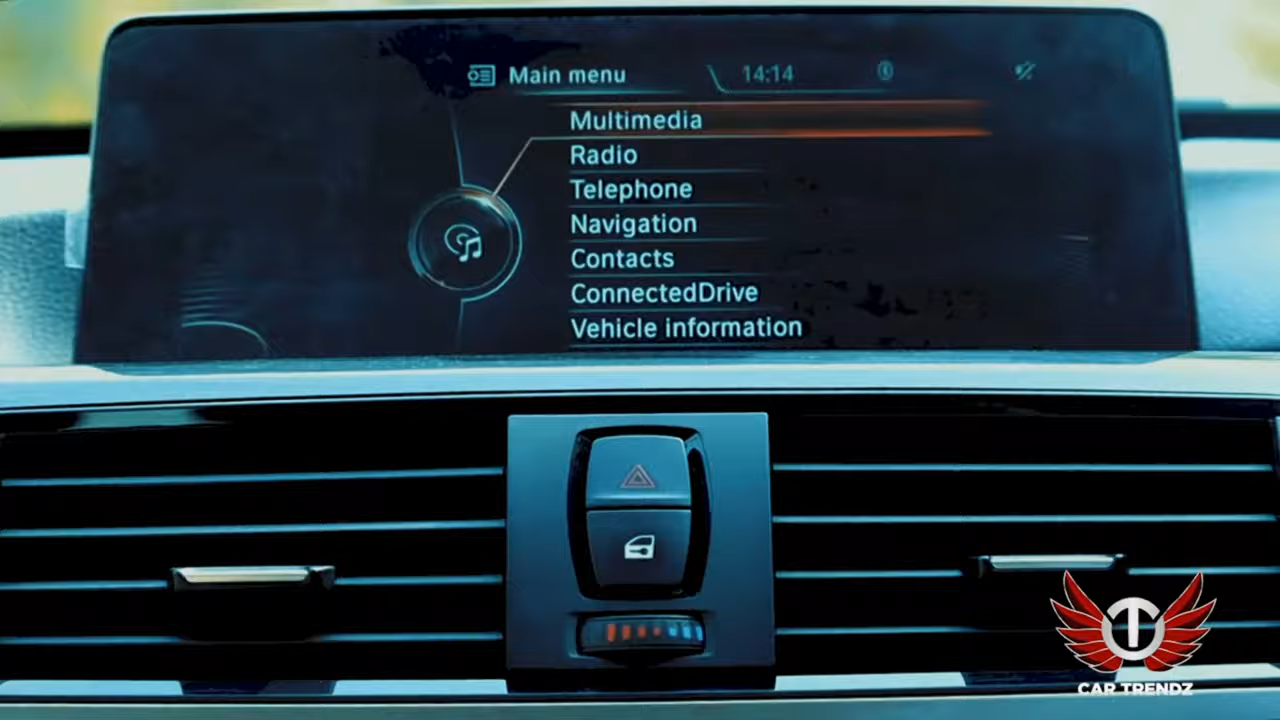 Main menu
14:14
Multimedia
Radio
Telephone
Navigation
Contacts
ConnectedDrive
Vehicle information
CAR TRENDZ